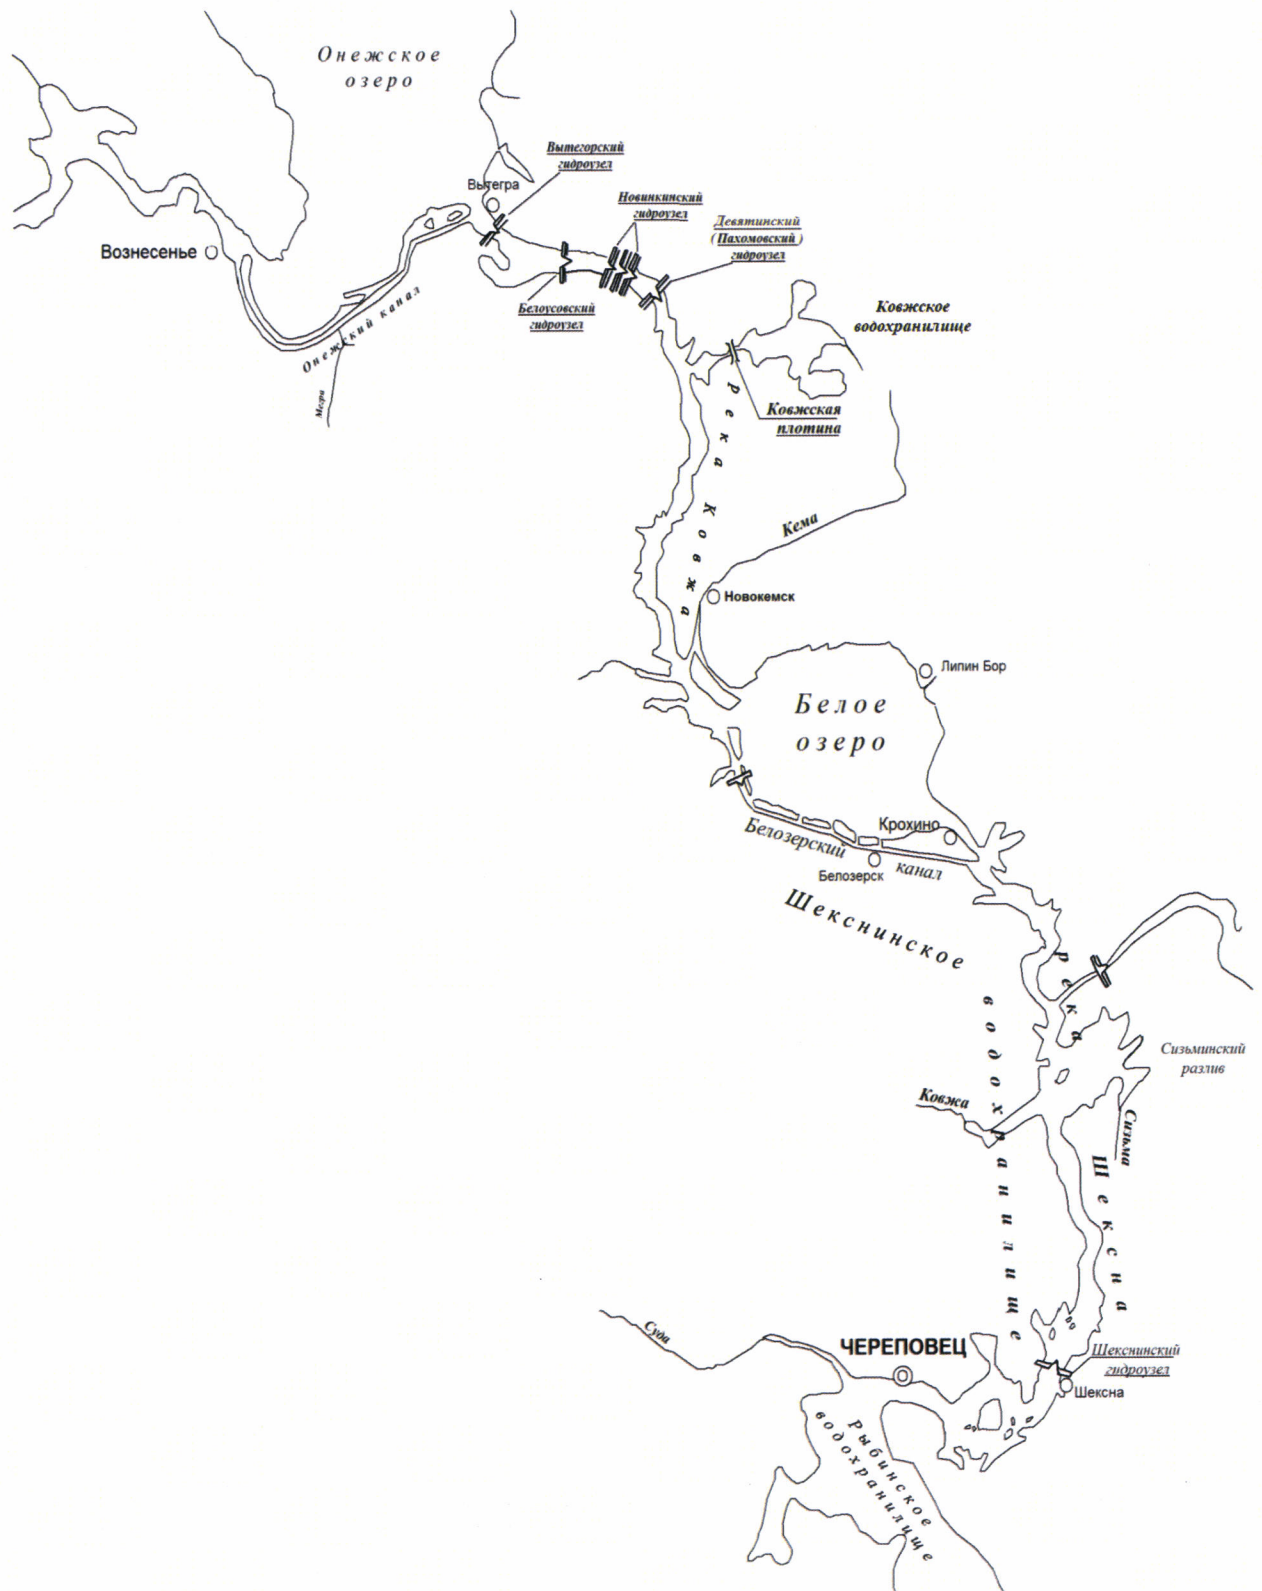 Онежское
озеро
Вытегорский
гидроузел
Вытегра
Новинкинский
гидроузел
Девятинский
(Пахомовский)
гидроузел
Вознесенье
Белоусовский
гидроузел
Онежский канал
Мегра
Ковжское
водохранилище
Ковжская
плотина
река Ковжа
Кема
Новокемск
Липин Бор
Белое
озеро
Крохино
Белозерский канал
Белозерск
Шекснинское водохранилище
река Шексна
Сизьминский
разлив
Ковжа
Сизьма
Суда
ЧЕРЕПОВЕЦ
Шекснинский
гидроузел
Шексна
Рыбинское
водохранилище